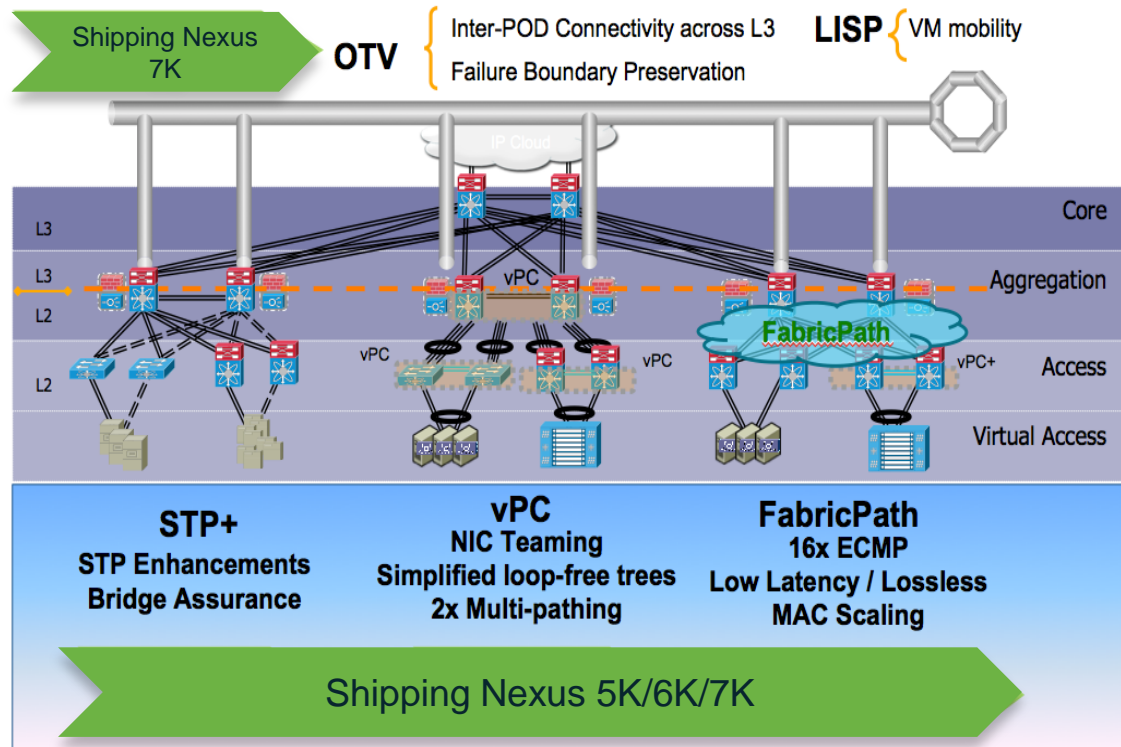 Shipping Nexus
7K
OTV
Inter-POD Connectivity across L3
Failure Boundary Preservation
LISP
VM mobility
IP Cloud
Core
L3
L3
vPC
Aggregation
L2
FabricPath
vPC
vPC
vPC+
Access
L2
Virtual Access
STP+
STP Enhancements
Bridge Assurance
vPC
NIC Teaming
Simplified loop-free trees
2x Multi-pathing
FabricPath
16x ECMP
Low Latency / Lossless
MAC Scaling
Shipping Nexus 5K/6K/7K